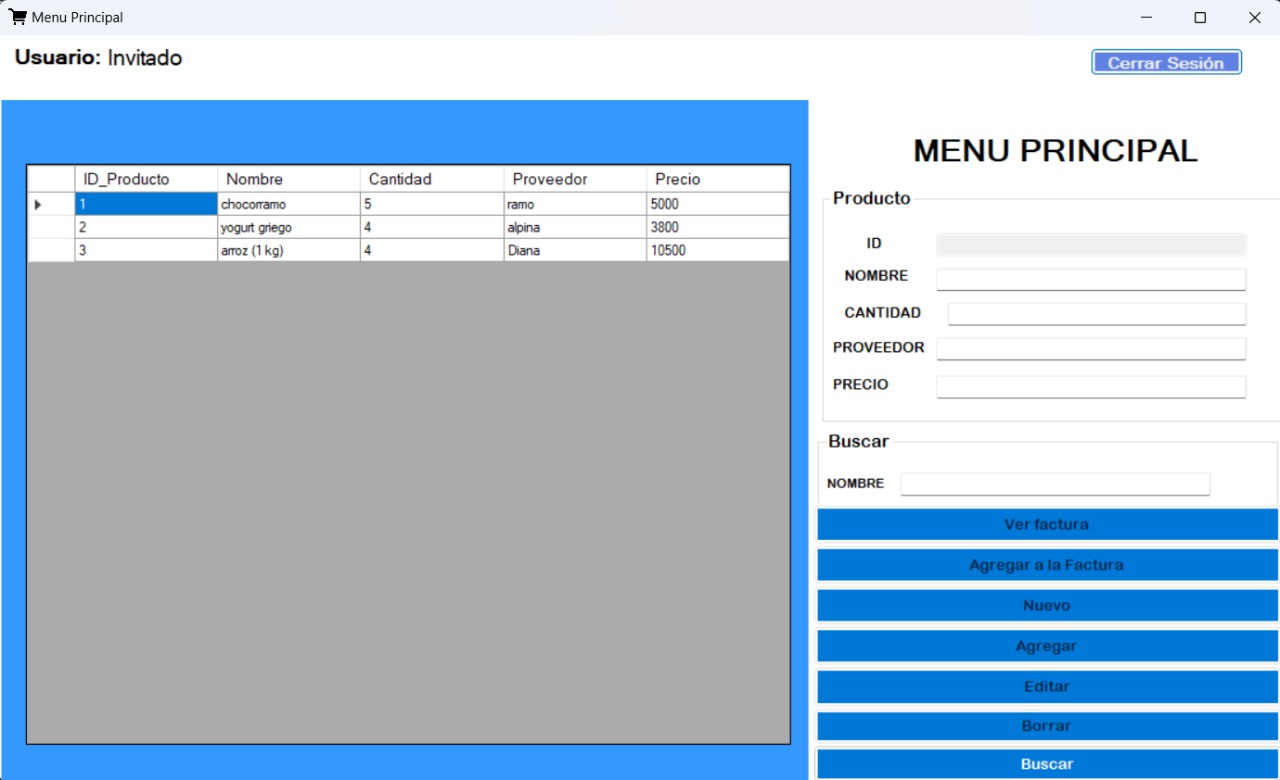 Menu Principal
Usuario: Invitado
Cerrar Sesión
ID_Producto Nombre Cantidad Proveedor Precio
1 chocorramo 5 ramo 5000
2 yogurt griego 4 alpina 3800
3 arroz (1 kg) 4 Diana 10500
MENU PRINCIPAL
Producto
ID
NOMBRE
CANTIDAD
PROVEEDOR
PRECIO
Buscar
NOMBRE
Ver factura
Agregar a la Factura
Nuevo
Agregar
Editar
Borrar
Buscar